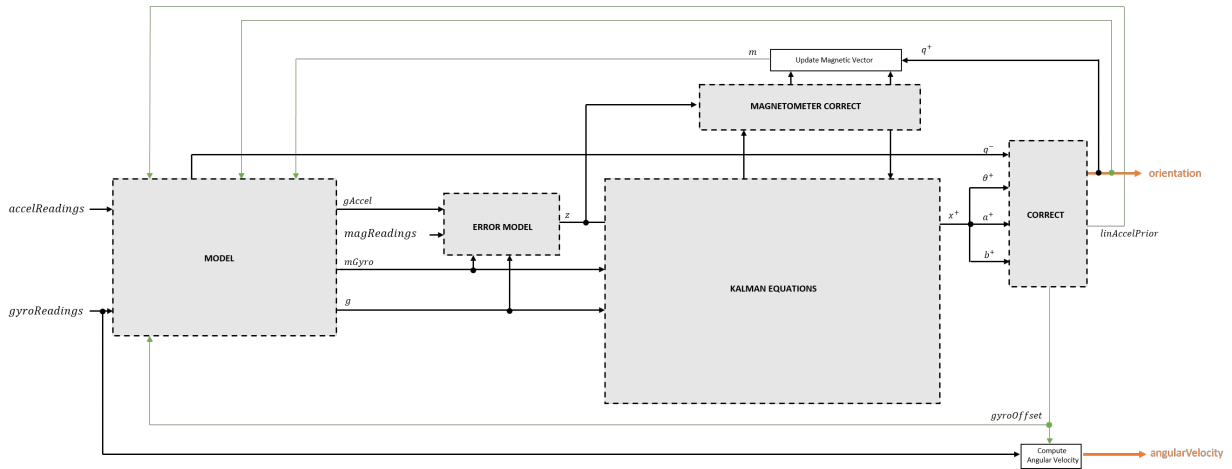 m
Update Magnetic Vector
q⁺
MAGNETOMETER CORRECT
q⁻
orientation
θ⁺
accelReadings
gAccel
z
x⁺
a⁺
CORRECT
ERROR MODEL
magReadings
linAccelPrior
MODEL
mGyro
b⁺
KALMAN EQUATIONS
g
gyroReadings
gyroOffset
Compute
Angular Velocity
angularVelocity